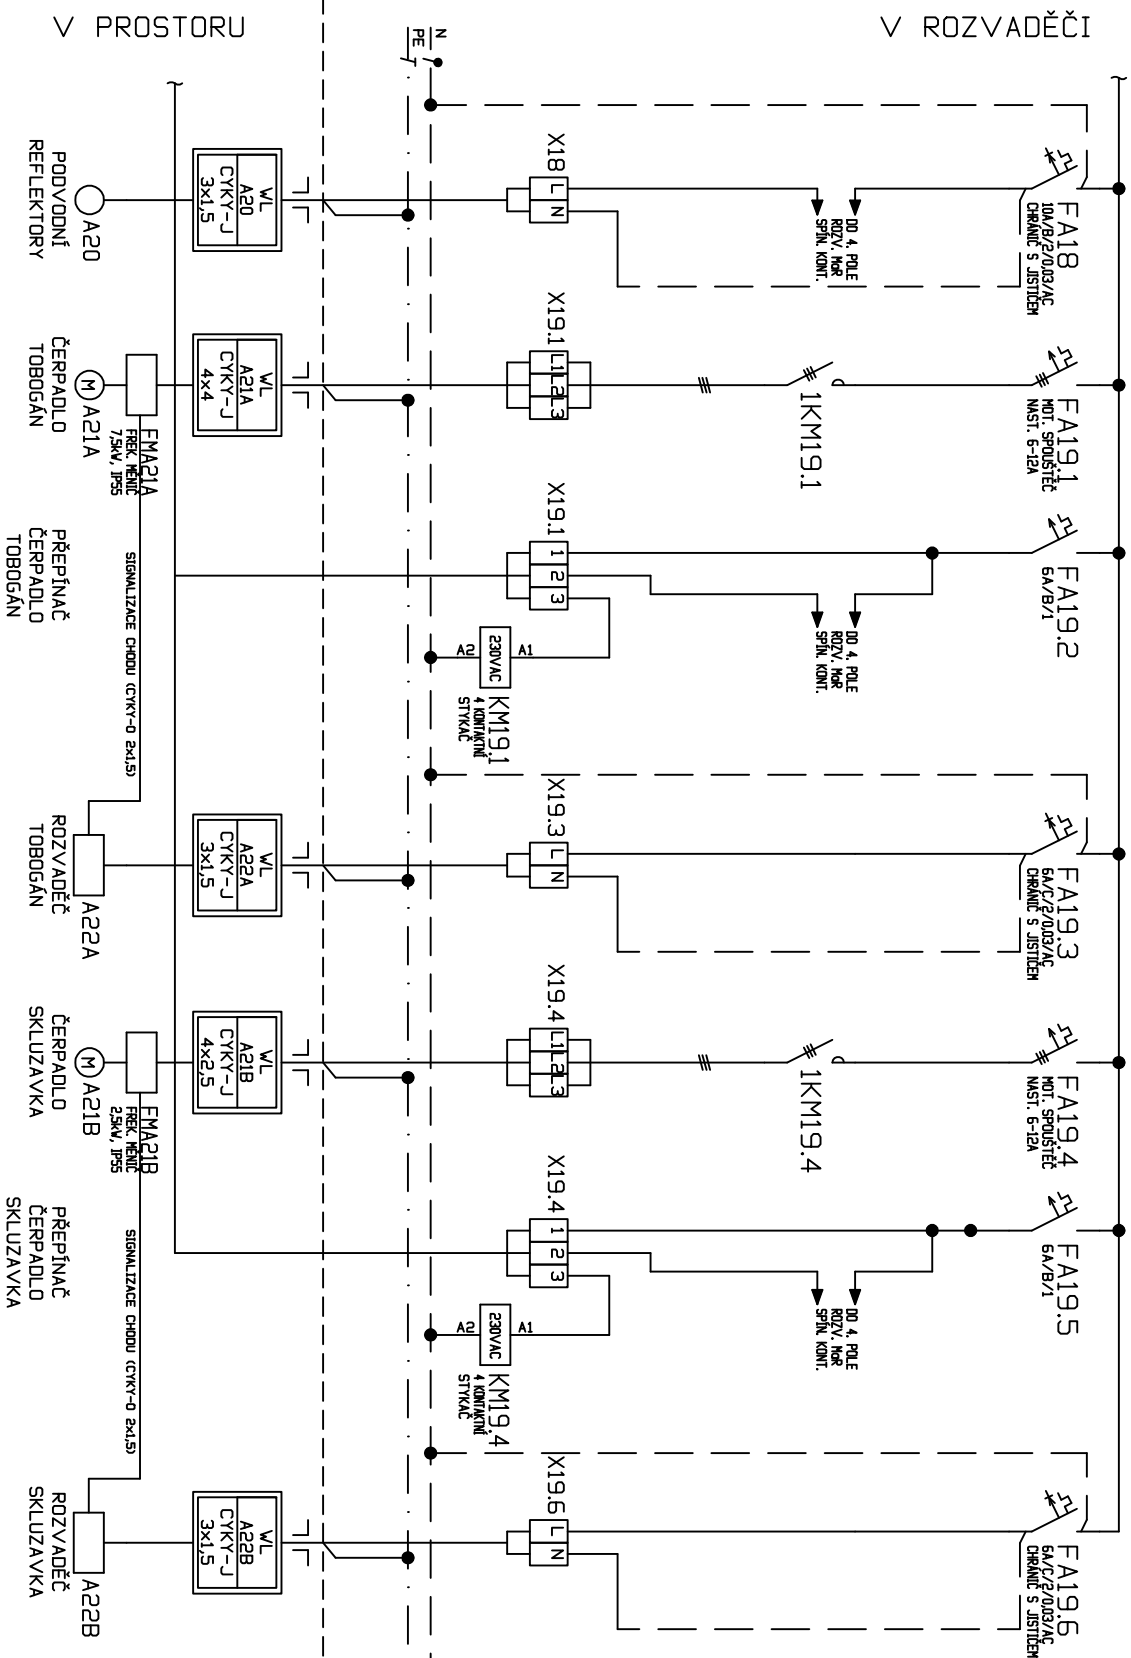 V ROZVADĚČI
FA18
10A/B/2/0,03/AC
CHRÁNIČ S JISTIČEM
FA19.1
MOT. SPOUŠTĚČ
NAST. 6-12A
FA19.2
6A/B/1
FA19.3
6A/C/2/0,03/AC
CHRÁNIČ S JISTIČEM
FA19.4
MOT. SPOUŠTĚČ
NAST. 6-12A
FA19.5
6A/B/1
FA19.6
6A/C/2/0,03/AC
CHRÁNIČ S JISTIČEM
DO 4. POLE
ROZV. MaR
SPÍN. KONT.
1KM19.1
DO 4. POLE
ROZV. MaR
SPÍN. KONT.
1KM19.4
DO 4. POLE
ROZV. MaR
SPÍN. KONT.
X18
L N
X19.1
L1 L2 L3
X19.1
1 2 3
X19.3
L N
X19.4
L1 L2 L3
X19.4
1 2 3
X19.6
L N
A1
230VAC
A2
KM19.1
4 KONTAKTNÍ
STYKAČ
A1
230VAC
A2
KM19.4
4 KONTAKTNÍ
STYKAČ
N
PE
V PROSTORU
WL
A20
CYKY-J
3x1,5
WL
A21A
CYKY-J
4x4
WL
A22A
CYKY-J
3x1,5
WL
A21B
CYKY-J
4x2,5
WL
A22B
CYKY-J
3x1,5
FMA21A
FREK. MĚNIČ
7,5kW, IP55
SIGNALIZACE CHODU (CYKY-O 2x1,5)
FMA21B
FREK. MĚNIČ
2,5kW, IP55
SIGNALIZACE CHODU (CYKY-O 2x1,5)
A20
M A21A
A22A
M A21B
A22B
PODVODNÍ
REFLEKTORY
ČERPADLO
TOBOGÁN
PŘEPÍNAČ
ČERPADLO
TOBOGÁN
ROZVADĚČ
TOBOGÁN
ČERPADLO
SKLUZAVKA
PŘEPÍNAČ
ČERPADLO
SKLUZAVKA
ROZVADĚČ
SKLUZAVKA